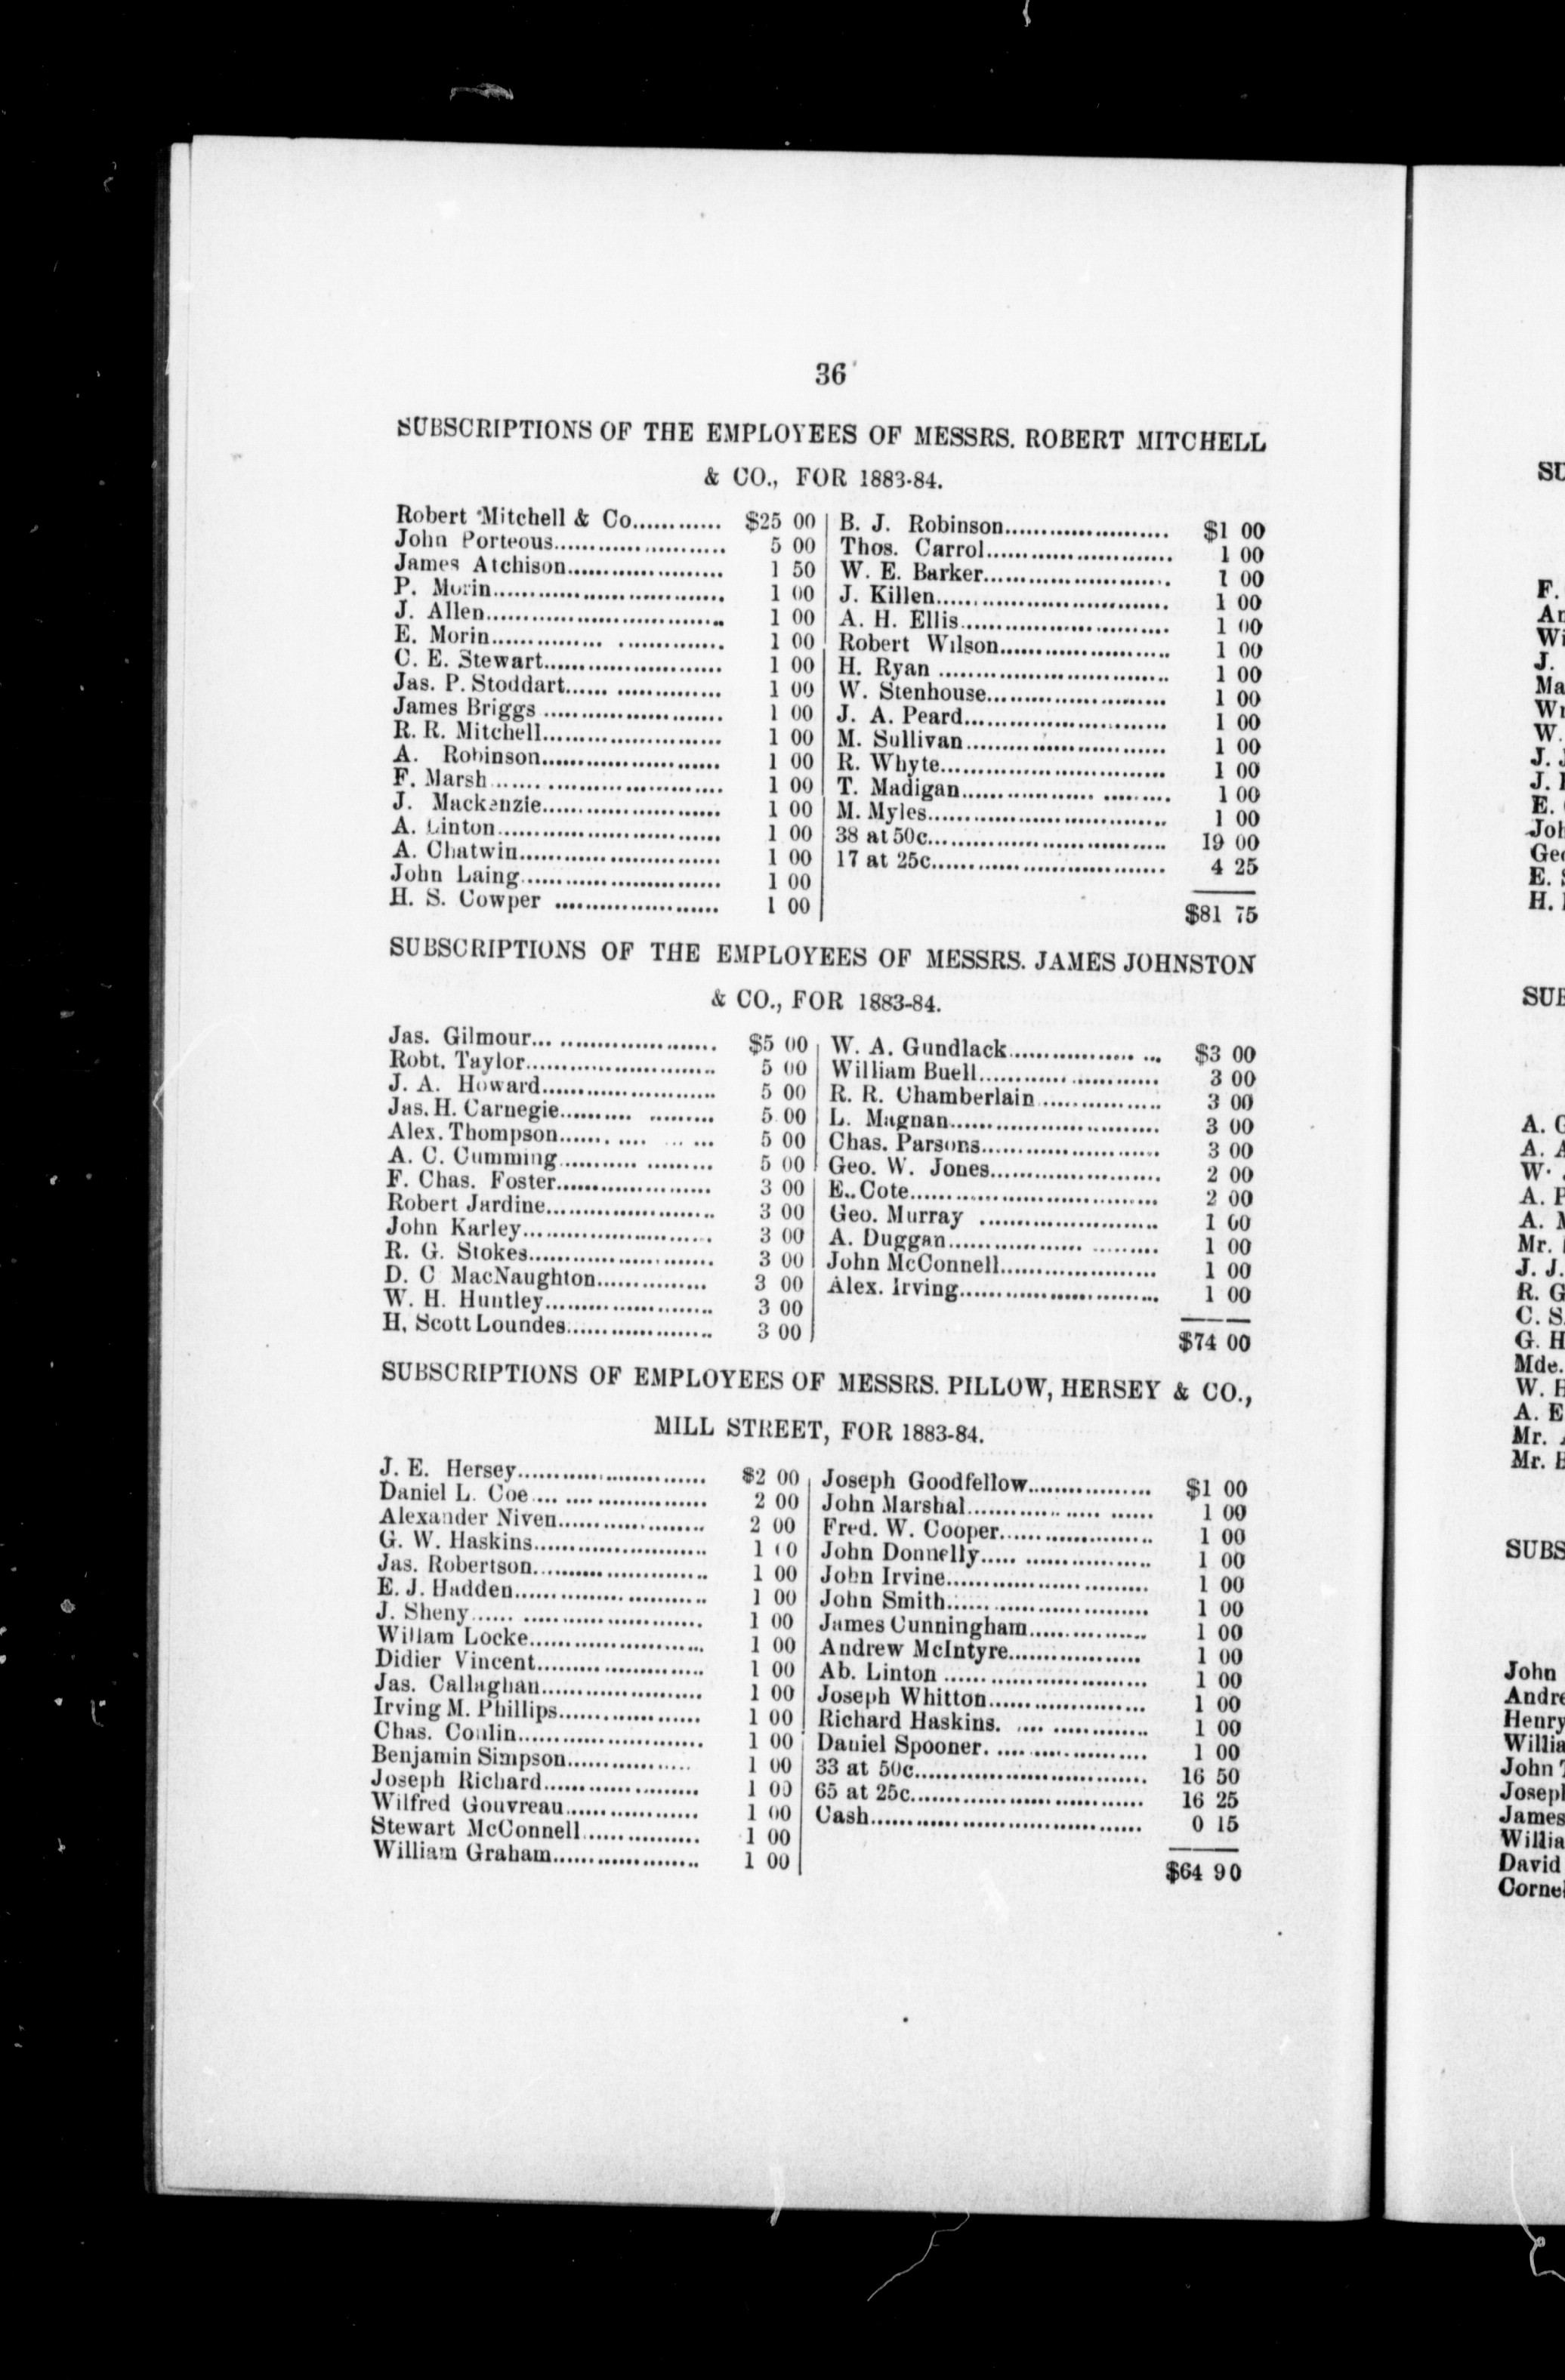 36
SUBSCRIPTIONS OF THE EMPLOYEES OF MESSRS. ROBERT MITCHELL
& CO., FOR 1883-84.
Robert Mitchell & Co............ $25 00
John Porteous....................... 5 00
James Atchison..................... 1 50
P. Morin.............................. 1 00
J. Allen............................... 1 00
E. Morin............... .............. 1 00
C. E. Stewart........................ 1 00
Jas. P. Stoddart...... .............. 1 00
James Briggs ........................ 1 00
R. R. Mitchell........................ 1 00
A. Robinson........................ 1 00
F. Marsh ....... ....................... 1 00
J. Mackenzie........................ 1 00
A. Linton............................. 1 00
A. Chatwin........................... 1 00
John Laing.......................... 1 00
H. S. Cowper ...................... 1 00
B. J. Robinson...................... $1 00
Thos. Carrol......................... 1 00
W. E. Barker......................... 1 00
J. Killen............................... 1 00
A. H. Ellis............................ 1 00
Robert Wilson....................... 1 00
H. Ryan .............................. 1 00
W. Stenhouse........................ 1 00
J. A. Peard........................... 1 00
M. Sullivan........................... 1 00
R. Whyte.............................. 1 00
T. Madigan................. ......... 1 00
M. Myles................................ 1 00
38 at 50c................................ 19 00
17 at 25c............................... 4 25
$81 75
SUBSCRIPTIONS OF THE EMPLOYEES OF MESSRS. JAMES JOHNSTON
& CO., FOR 1883-84.
Jas. Gilmour... ..................... $5 00
Robt. Taylor.......................... 5 00
J. A. Howard........................ 5 00
Jas. H. Carnegie.......... ......... 5 00
Alex. Thompson....... .... ... ... 5 00
A. C. Cumming........... ......... 5 00
F. Chas. Foster..................... 3 00
Robert Jardine....................... 3 00
John Karley.......................... 3 00
R. G. Stokes......................... 3 00
D. C MacNaughton............... 3 00
W. H. Huntley....................... 3 00
H. Scott Loundes.................... 3 00
W. A. Gundlack................. ... $3 00
William Buell............ ............ 3 00
R. R. Chamberlain ................ 3 00
L. Magnan............................ 3 00
Chas. Parsons........................ 3 00
Geo. W. Jones....................... 2 00
E.. Cote................................. 2 00
Geo. Murray ........................ 1 00
A. Duggan.................. ......... 1 00
John McConnell..................... 1 00
Alex. Irving........................... 1 00
$74 00
SUBSCRIPTIONS OF EMPLOYEES OF MESSRS. PILLOW, HERSEY & CO.,
MILL STREET, FOR 1883-84.
J. E. Hersey.......................... $2 00
Daniel L. Coe .... .... ............... 2 00
Alexander Niven.................... 2 00
G. W. Haskins....................... 1 00
Jas. Robertson........................ 1 00
E. J. Hadden.......................... 1 00
J. Sheny...... ........................ 1 00
Willam Locke........................ 1 00
Didier Vincent....................... 1 00
Jas. Callaghan...................... 1 00
Irving M. Phillips................... 1 00
Chas. Conlin......................... 1 00
Benjamin Simpson................. 1 00
Joseph Richard..................... 1 00
Wilfred Gouvreau.................. 1 00
Stewart McConnell................ 1 00
William Graham.................... 1 00
Joseph Goodfellow................. $1 00
John Marshal.............. ..... ...... 1 00
Fred. W. Cooper..................... 1 00
John Donnelly..... ................. 1 00
John Irvine........................... 1 00
John Smith........................... 1 00
James Cunningham................ 1 00
Andrew McIntyre.................. 1 00
Ab. Linton ........................... 1 00
Joseph Whitton...................... 1 00
Richard Haskins. .... ............. 1 00
Daniel Spooner. ..................... 1 00
33 at 50c............................... 16 50
65 at 25c............................... 16 25
Cash.................................... 0 15
$64 90